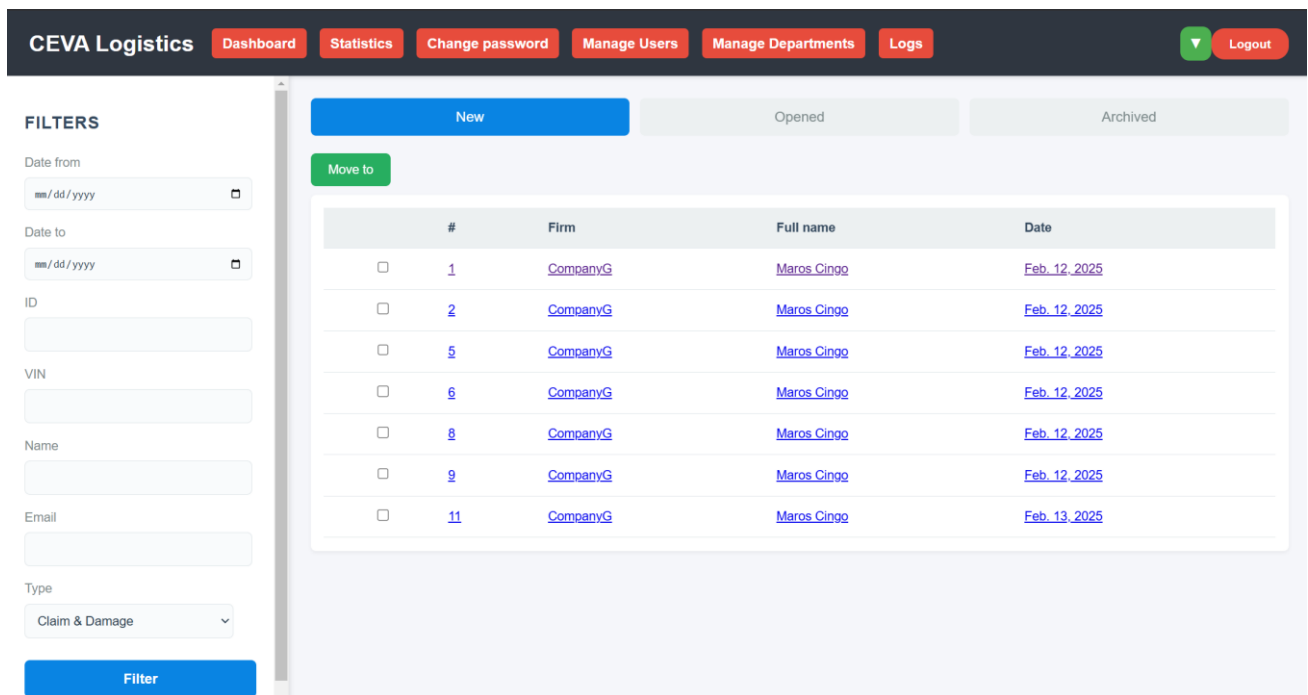 CEVA Logistics Dashboard Statistics Change password Manage Users Manage Departments Logs ▼ Logout
FILTERS
Date from
mm/dd/yyyy
Date to
mm/dd/yyyy
ID
VIN
Name
Email
Type
Claim & Damage
Filter
New Opened Archived
Move to
# Firm Full name Date
1 CompanyG Maros Cingo Feb. 12, 2025
2 CompanyG Maros Cingo Feb. 12, 2025
5 CompanyG Maros Cingo Feb. 12, 2025
6 CompanyG Maros Cingo Feb. 12, 2025
8 CompanyG Maros Cingo Feb. 12, 2025
9 CompanyG Maros Cingo Feb. 12, 2025
11 CompanyG Maros Cingo Feb. 13, 2025